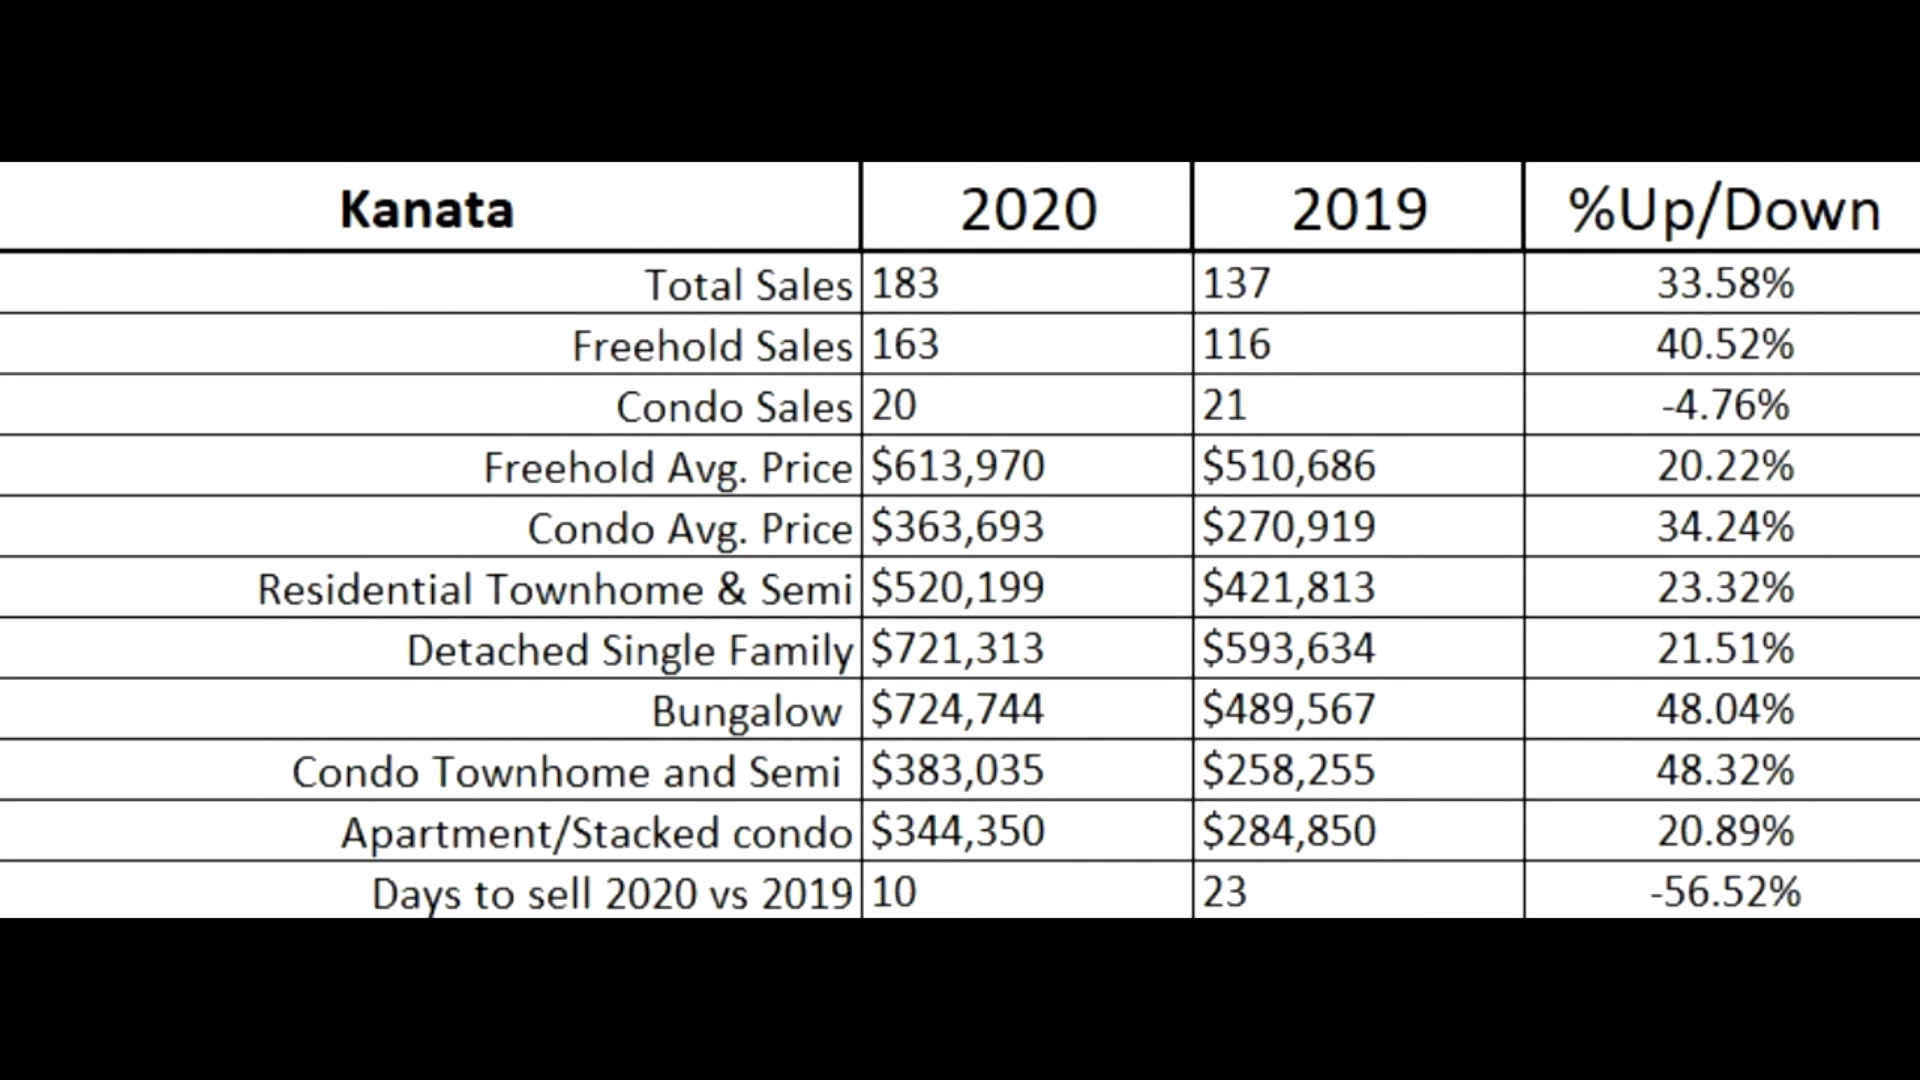 Kanata 2020 2019 %Up/Down
Total Sales 183 137 33.58%
Freehold Sales 163 116 40.52%
Condo Sales 20 21 -4.76%
Freehold Avg. Price $613,970 $510,686 20.22%
Condo Avg. Price $363,693 $270,919 34.24%
Residential Townhome & Semi $520,199 $421,813 23.32%
Detached Single Family $721,313 $593,634 21.51%
Bungalow $724,744 $489,567 48.04%
Condo Townhome and Semi $383,035 $258,255 48.32%
Apartment/Stacked condo $344,350 $284,850 20.89%
Days to sell 2020 vs 2019 10 23 -56.52%